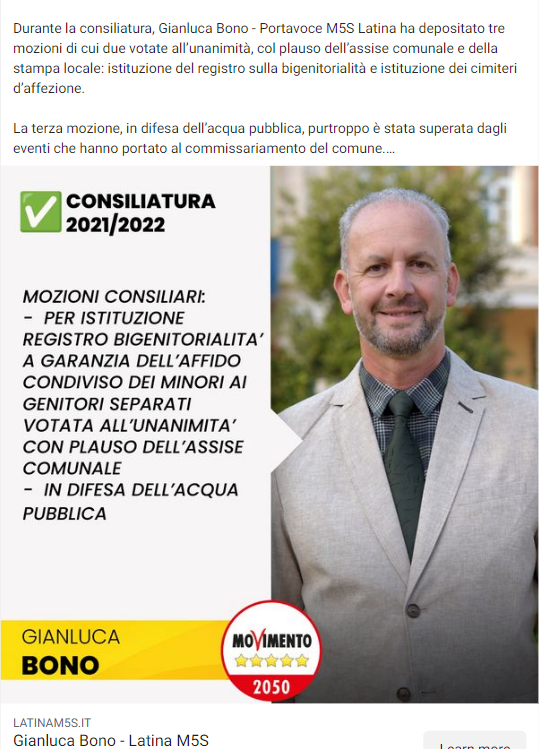 Durante la consiliatura, Gianluca Bono - Portavoce M5S Latina ha depositato tre
mozioni di cui due votate all’unanimità, col plauso dell’assise comunale e della
stampa locale: istituzione del registro sulla bigenitorialità e istituzione dei cimiteri
d’affezione.
La terza mozione, in difesa dell’acqua pubblica, purtroppo è stata superata dagli
eventi che hanno portato al commissariamento del comune....
CONSILIATURA
2021/2022
MOZIONI CONSILIARI:
- PER ISTITUZIONE
REGISTRO BIGENITORIALITA’
A GARANZIA DELL’AFFIDO
CONDIVISO DEI MINORI AI
GENITORI SEPARATI
VOTATA ALL’UNANIMITA’
CON PLAUSO DELL’ASSISE
COMUNALE
- IN DIFESA DELL’ACQUA
PUBBLICA
GIANLUCA
BONO
MOVIMENTO
2050
LATINAM5S.IT
Gianluca Bono - Latina M5S
Learn more